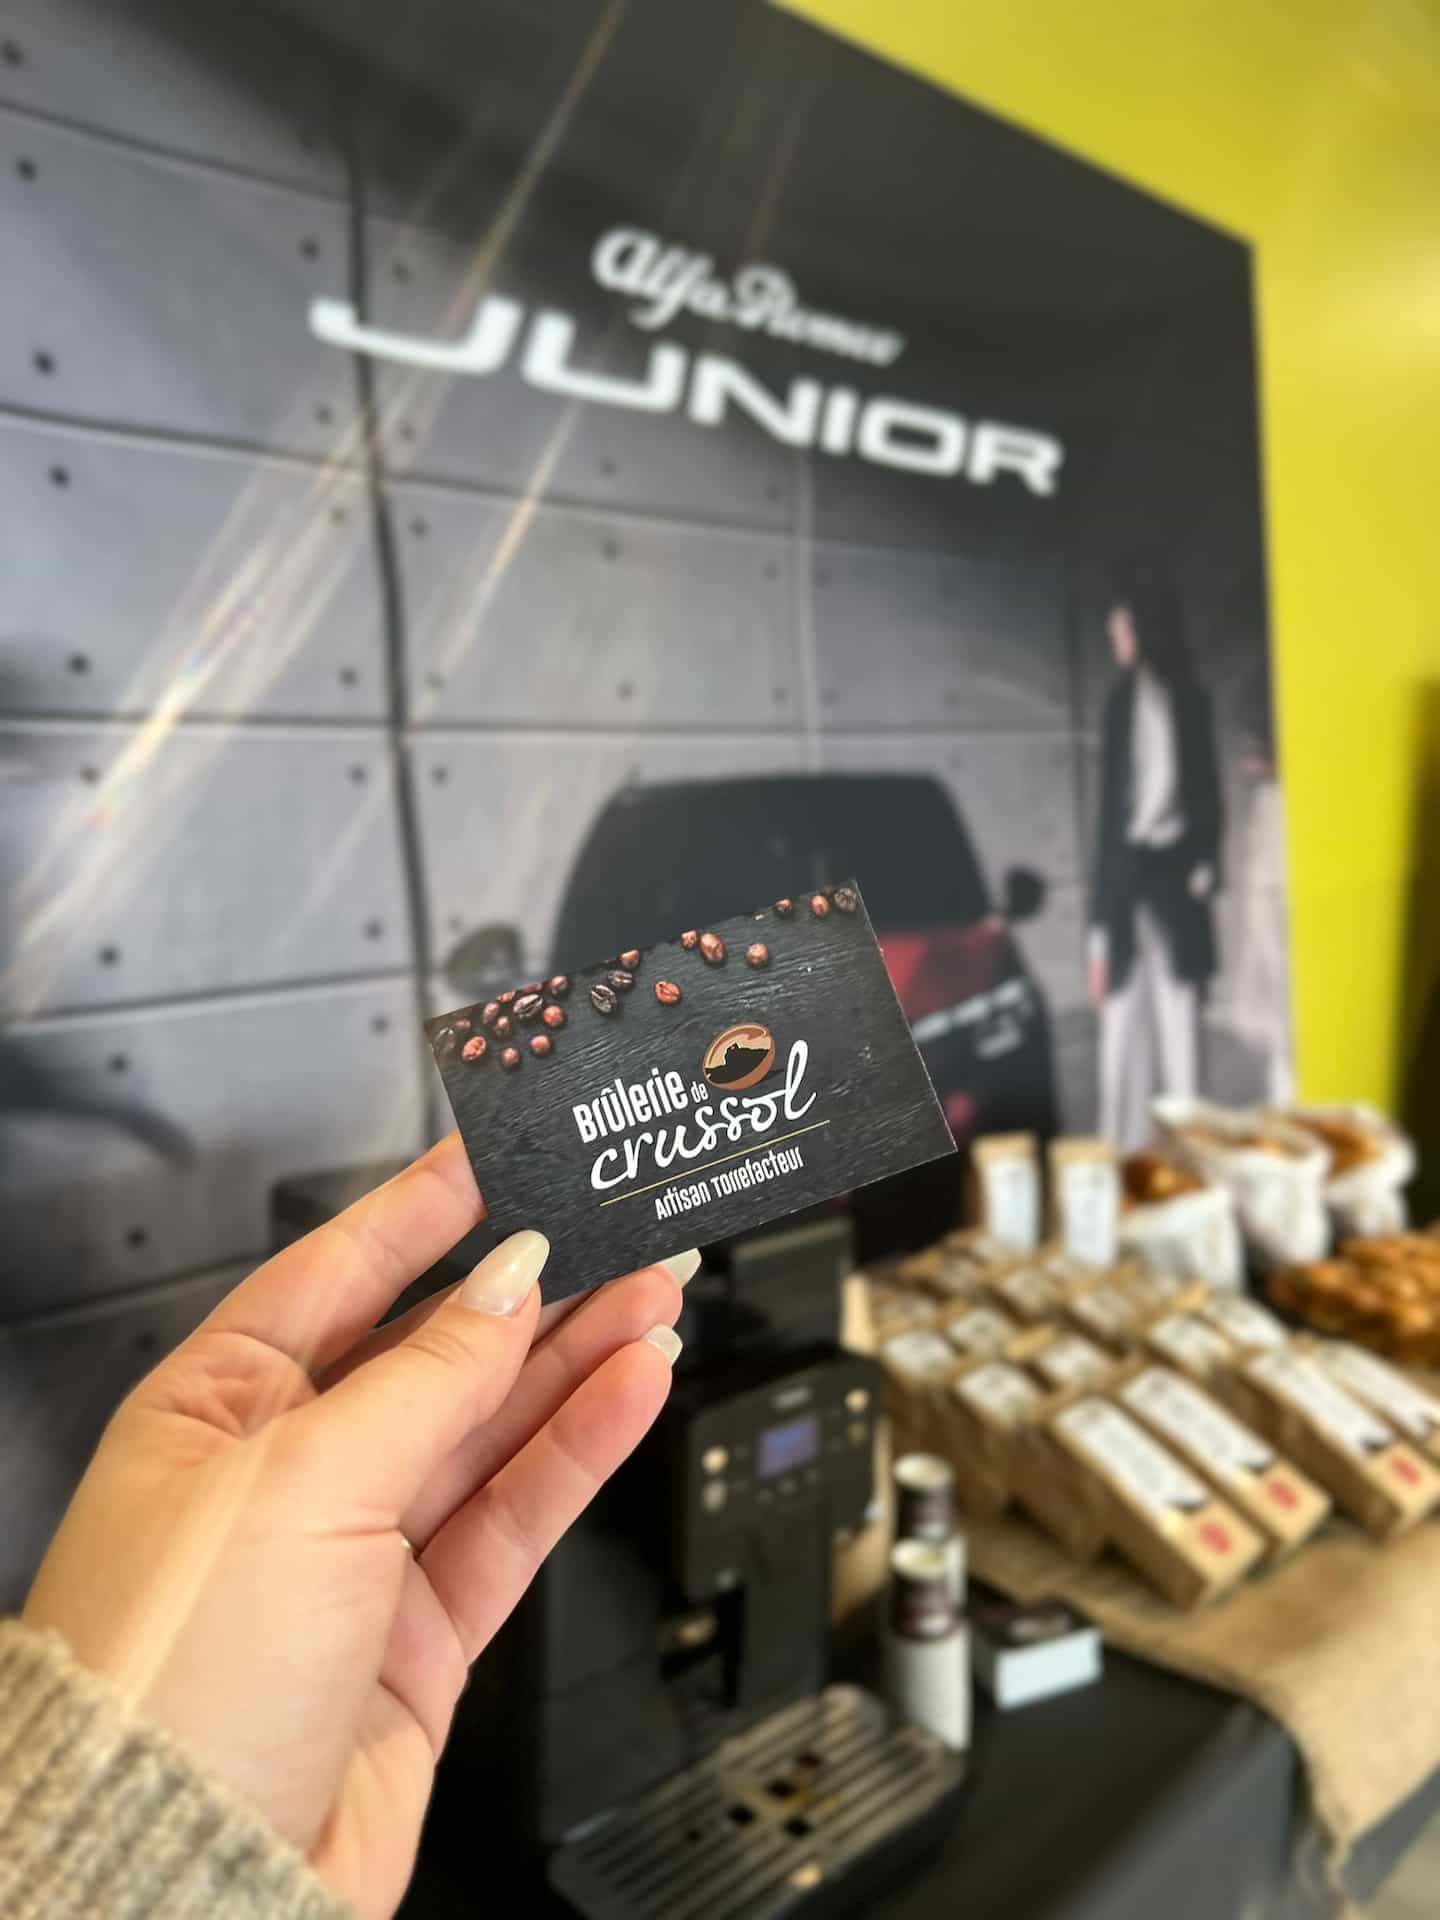 Alfa Romeo
JUNIOR
Brûlerie de
crussol
Artisan Torréfacteur